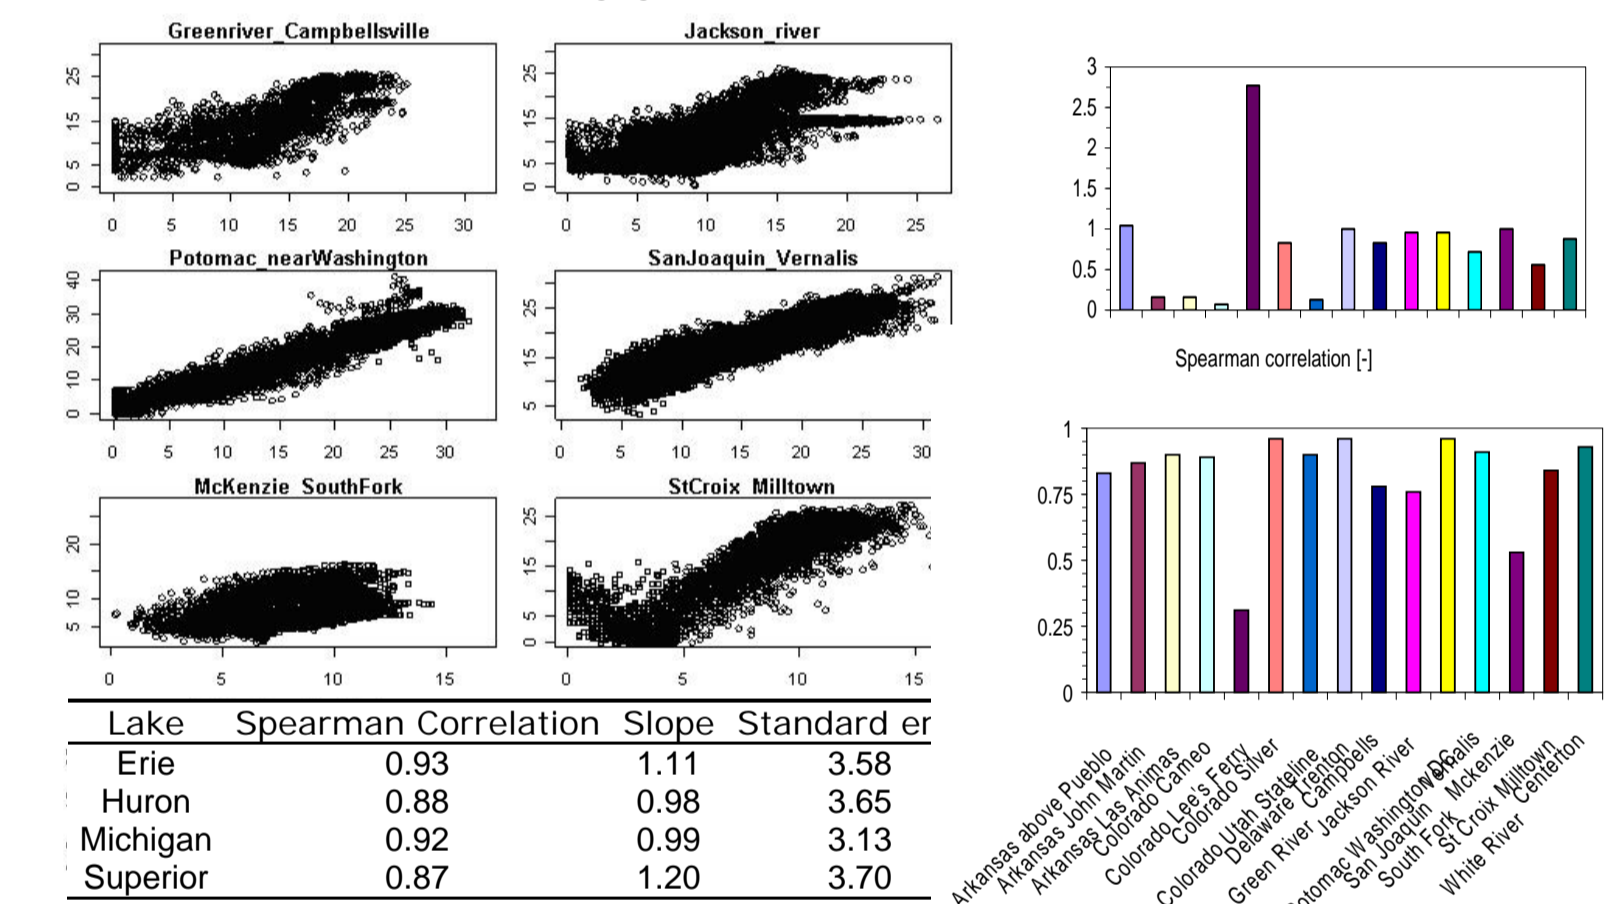 Greenriver_Campbellsville
25
15
5
0
0 5 10 15 20 25 30
Jackson_river
25
15
5
0
0 5 10 15 20 25
Potomac_nearWashington
40
30
20
10
0
0 5 10 15 20 25 30
SanJoaquin_Vernalis
25
15
5
0 5 10 15 20 25 30
McKenzie SouthFork
20
10
5
0 5 10 15
StCroix Milltown
25
15
5
0
0 5 10 15
Lake Spearman Correlation Slope Standard er
Erie 0.93 1.11 3.58
Huron 0.88 0.98 3.65
Michigan 0.92 0.99 3.13
Superior 0.87 1.20 3.70
3
2.5
2
1.5
1
0.5
0
Spearman correlation [-]
1
0.75
0.5
0.25
0
Arkansas above Pueblo
Arkansas John Martin
Arkansas Las Animas
Colorado Cameo
Colorado Lee's Ferry
Colorado Silver
Colorado Utah Stateline
Delaware Trenton
Green River Campbells
Jackson River
Potomac Washington DC
San Joaquin Vernalis
South Fork Mckenzie
St Croix Milltown
White River Centerton